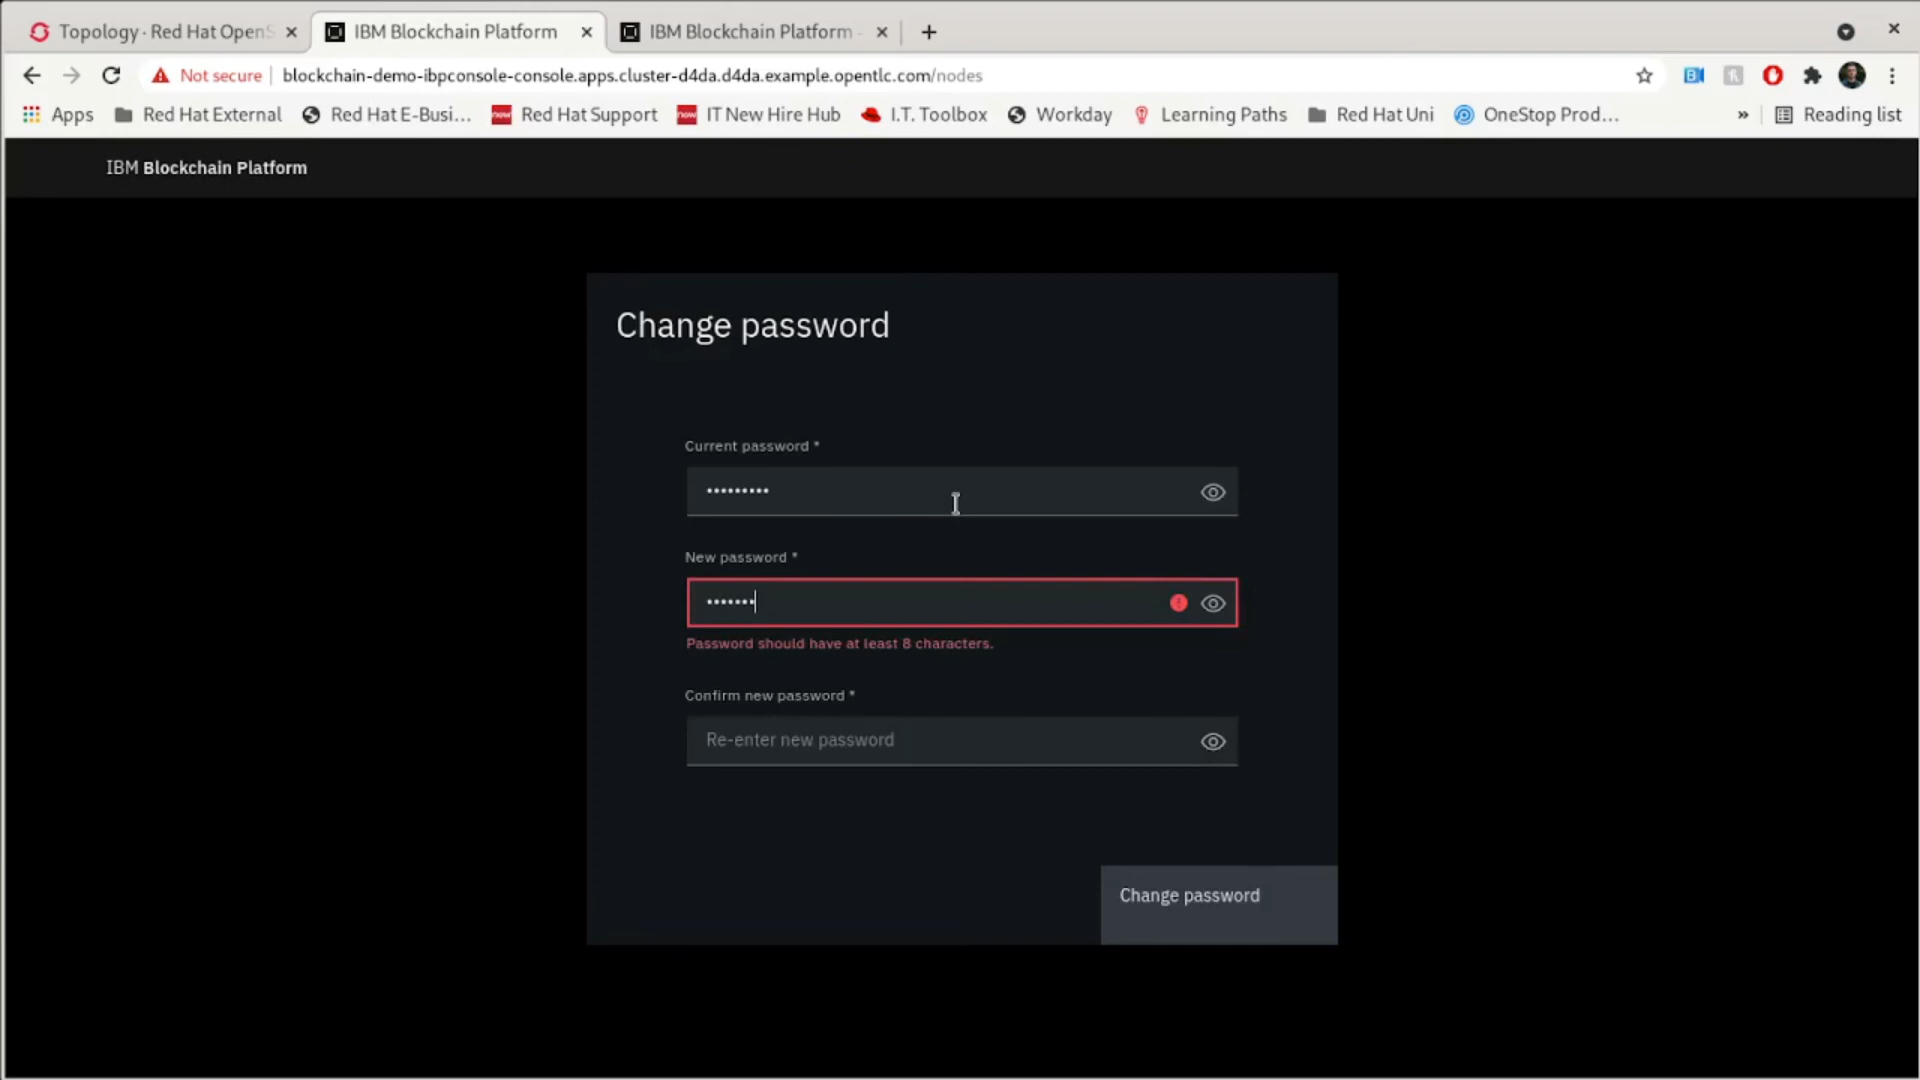 Topology · Red Hat OpenS
IBM Blockchain Platform
IBM Blockchain Platform -
Not secure
blockchain-demo-ibpconsole-console.apps.cluster-d4da.d4da.example.opentlc.com/nodes
Apps
Red Hat External
Red Hat E-Busi...
Red Hat Support
IT New Hire Hub
I.T. Toolbox
Workday
Learning Paths
Red Hat Uni
OneStop Prod...
»
Reading list
IBM Blockchain Platform
Change password
Current password *
•••••••••
New password *
•••••••
Password should have at least 8 characters.
Confirm new password *
Re-enter new password
Change password